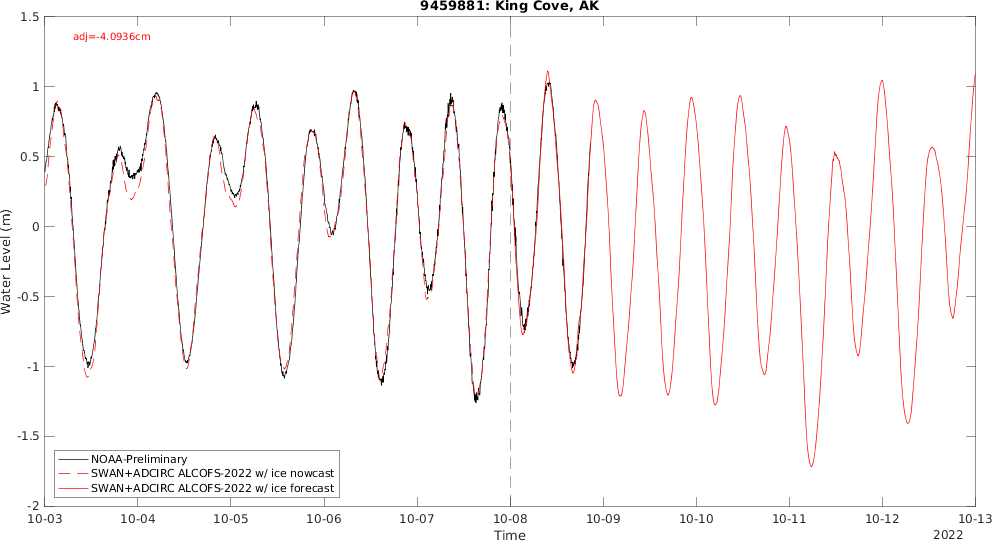 9459881: King Cove, AK
adj=-4.0936cm
Water Level (m)
1.5
1
0.5
0
-0.5
-1
-1.5
-2
NOAA-Preliminary
SWAN+ADCIRC ALCOFS-2022 w/ ice nowcast
SWAN+ADCIRC ALCOFS-2022 w/ ice forecast
10-03 10-04 10-05 10-06 10-07 10-08 10-09 10-10 10-11 10-12 10-13
Time
2022